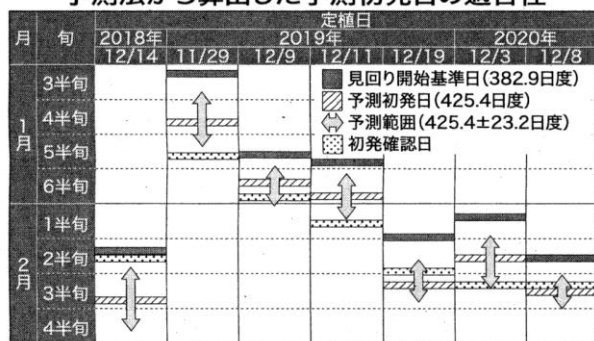 予測法から算出した予測初発日の適合性
月 旬 定植日
2018年 2019年 2020年
12/14 11/29 12/9 12/11 12/19 12/3 12/8
1月
3半旬
4半旬
5半旬
6半旬
2月
1半旬
2半旬
3半旬
4半旬
見回り開始基準日(382.9日度)
予測初発日(425.4日度)
予測範囲(425.4±23.2日度)
初発確認日